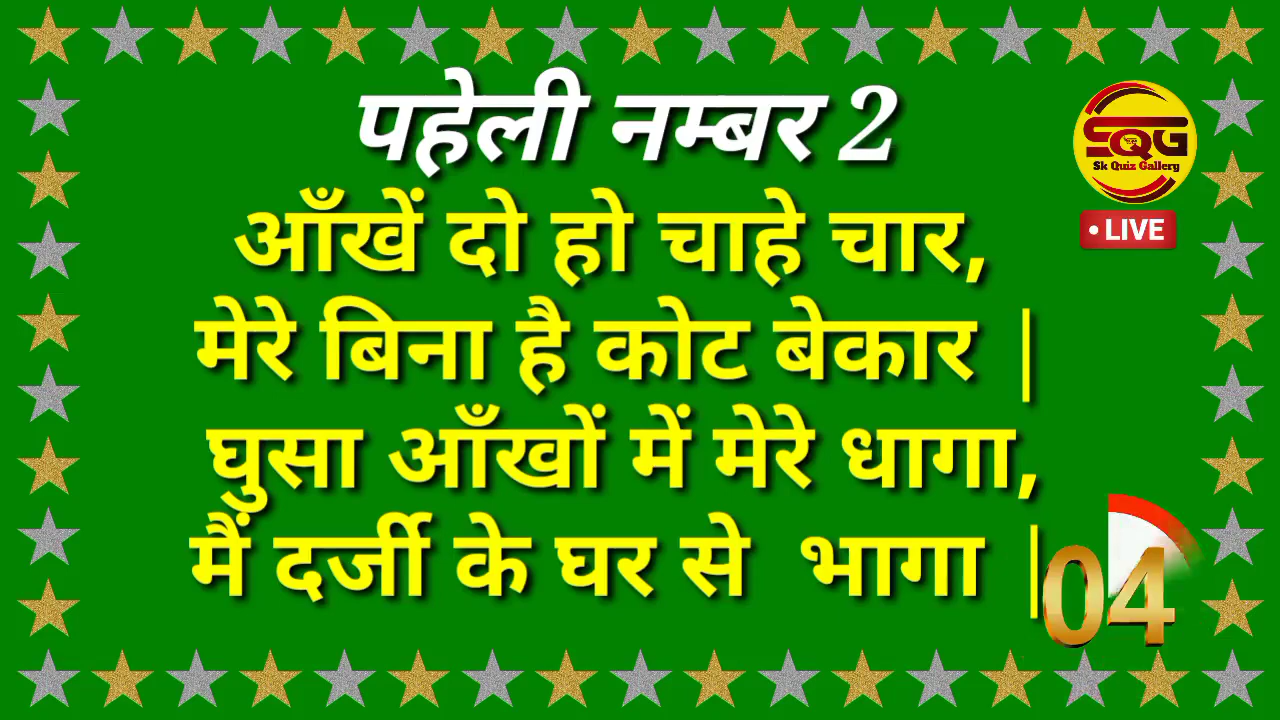 पहेली नम्बर 2
SQG
Sk Quiz Gallery
• LIVE
आँखें दो हो चाहे चार,
मेरे बिना है कोट बेकार |
घुसा आँखों में मेरे धागा,
मैं दर्जी के घर से भागा |
04